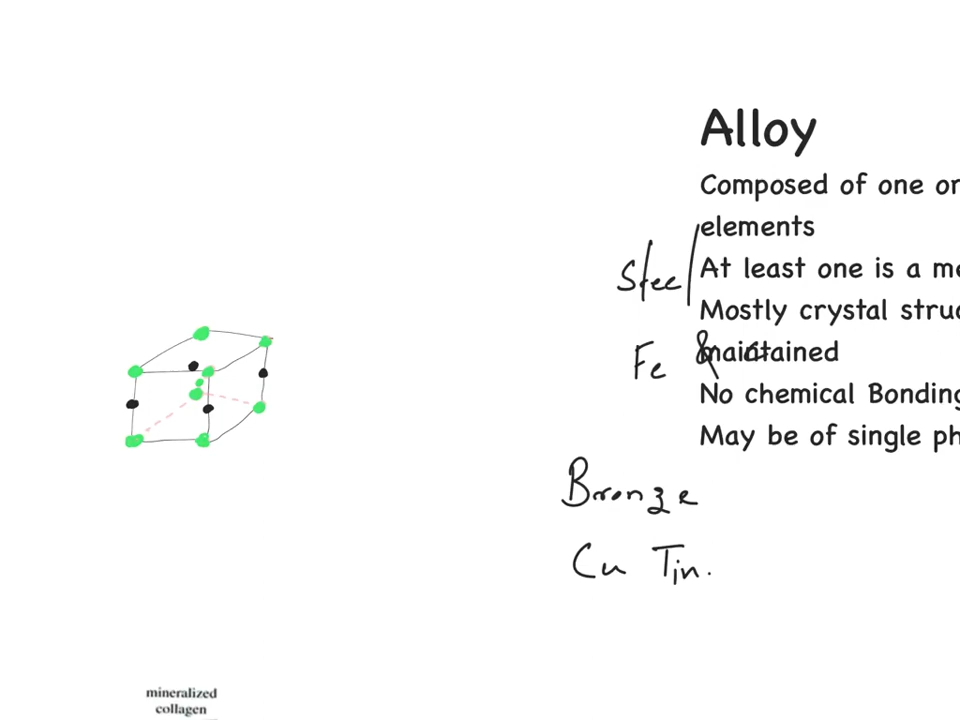 Alloy
Composed of one or
elements
At least one is a me
Mostly crystal struc
maintained
No chemical Bonding
May be of single ph
Steel
Fe & C
Bronze
Cu Tin.
mineralized
collagen